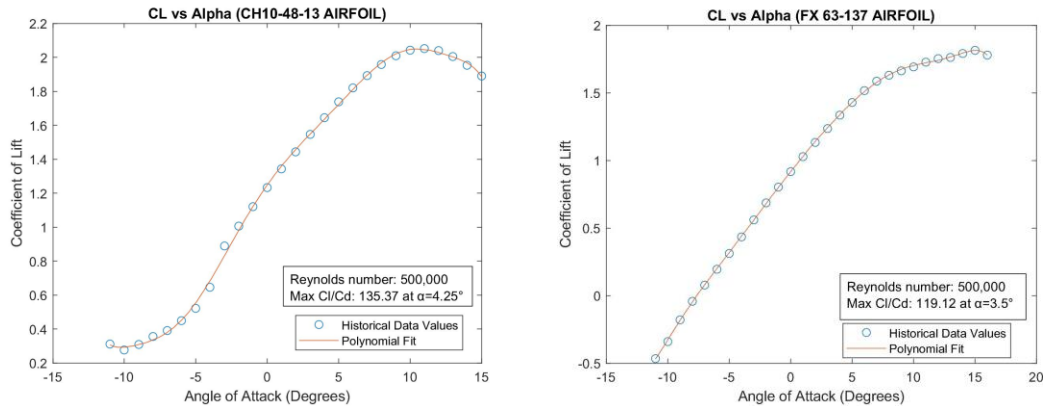 CL vs Alpha (CH10-48-13 AIRFOIL)
2.2
2
1.8
1.6
1.4
1.2
1
0.8
0.6
0.4
0.2
Coefficient of Lift
Reynolds number: 500,000
Max Cl/Cd: 135.37 at α=4.25°
Historical Data Values
Polynomial Fit
-15 -10 -5 0 5 10 15
Angle of Attack (Degrees)
CL vs Alpha (FX 63-137 AIRFOIL)
2
1.5
1
0.5
0
-0.5
Coefficient of Lift
Reynolds number: 500,000
Max Cl/Cd: 119.12 at α=3.5°
Historical Data Values
Polynomial Fit
-15 -10 -5 0 5 10 15 20
Angle of Attack (Degrees)